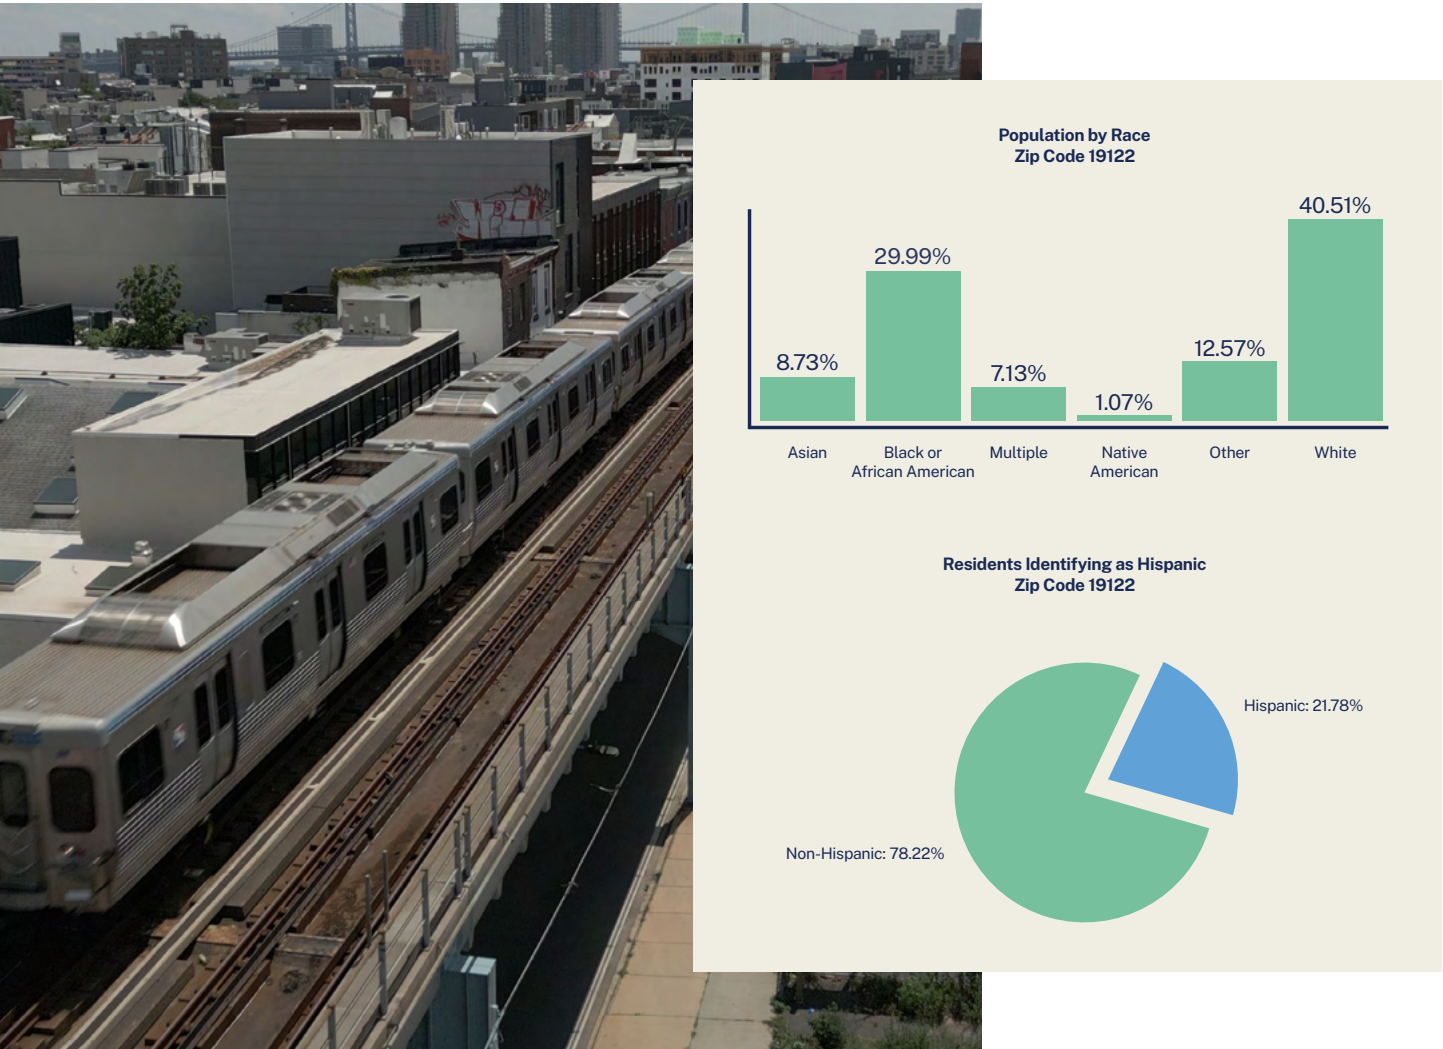 Population by Race
Zip Code 19122
40.51%
29.99%
12.57%
8.73%
7.13%
1.07%
Asian
Black or
African American
Multiple
Native
American
Other
White
Residents Identifying as Hispanic
Zip Code 19122
Hispanic: 21.78%
Non-Hispanic: 78.22%